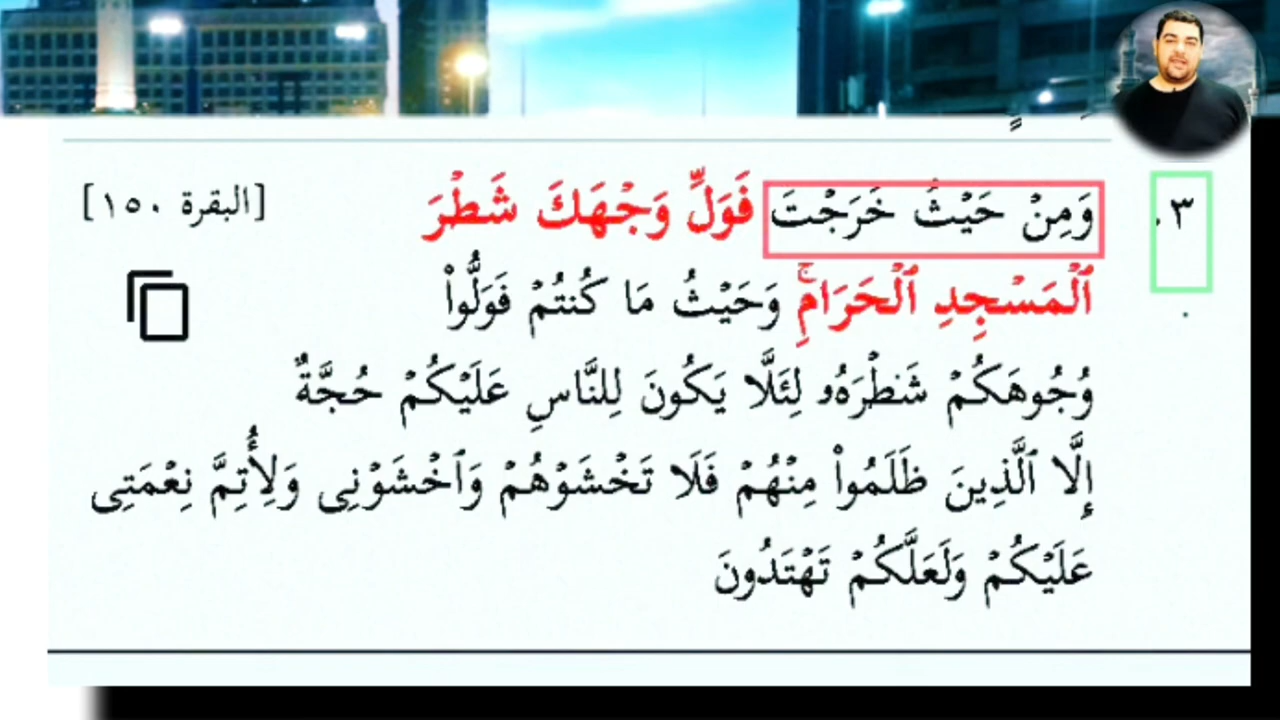 ٣.
وَمِنْ حَيْثُ خَرَجْتَ فَوَلِّ وَجْهَكَ شَطْرَ [البقرة ١٥٠]
ٱلْمَسْجِدِ ٱلْحَرَامِۚ وَحَيْثُ مَا كُنتُمْ فَوَلُّوا۟
وُجُوهَكُمْ شَطْرَهُۥ لِئَلَّا يَكُونَ لِلنَّاسِ عَلَيْكُمْ حُجَّةٌ
إِلَّا ٱلَّذِينَ ظَلَمُوا۟ مِنْهُمْ فَلَا تَخْشَوْهُمْ وَٱخْشَوْنِى وَلِأُتِمَّ نِعْمَتِى
عَلَيْكُمْ وَلَعَلَّكُمْ تَهْتَدُونَ